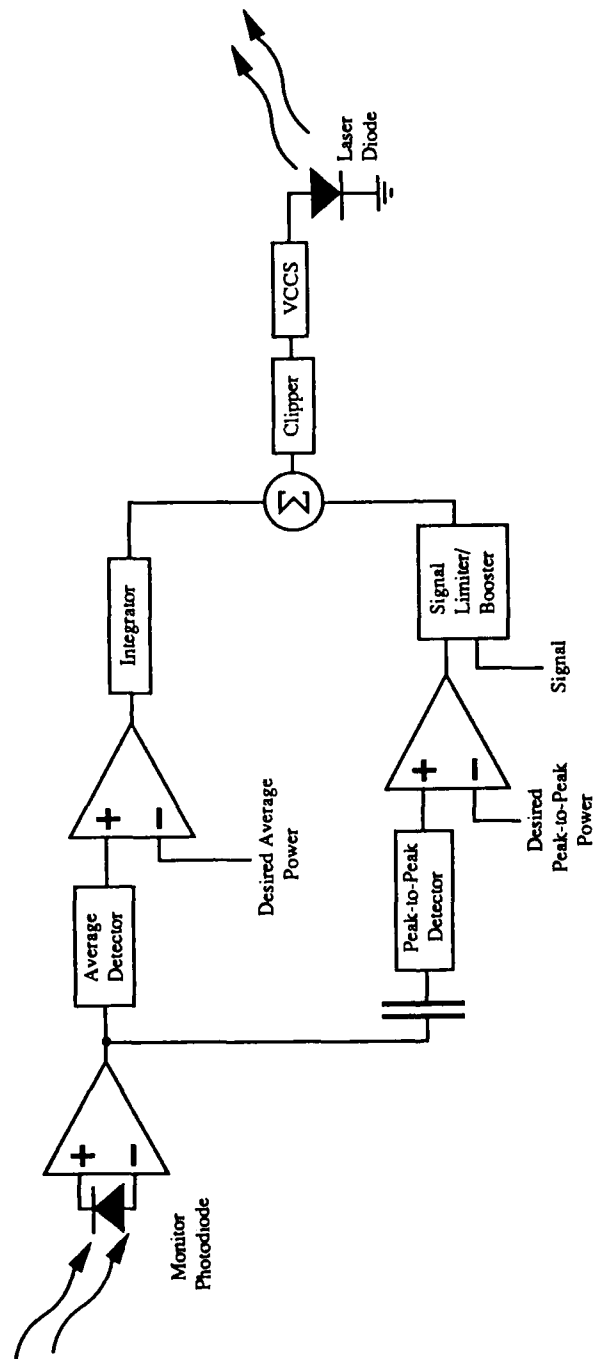 Monitor
Photodiode
+
−
Average
Detector
Desired Average
Power
+
−
Integrator
Peak-to-Peak
Detector
Desired
Peak-to-Peak
Power
+
−
Signal
Signal
Limiter/
Booster
Σ
Clipper
VCCS
Laser
Diode